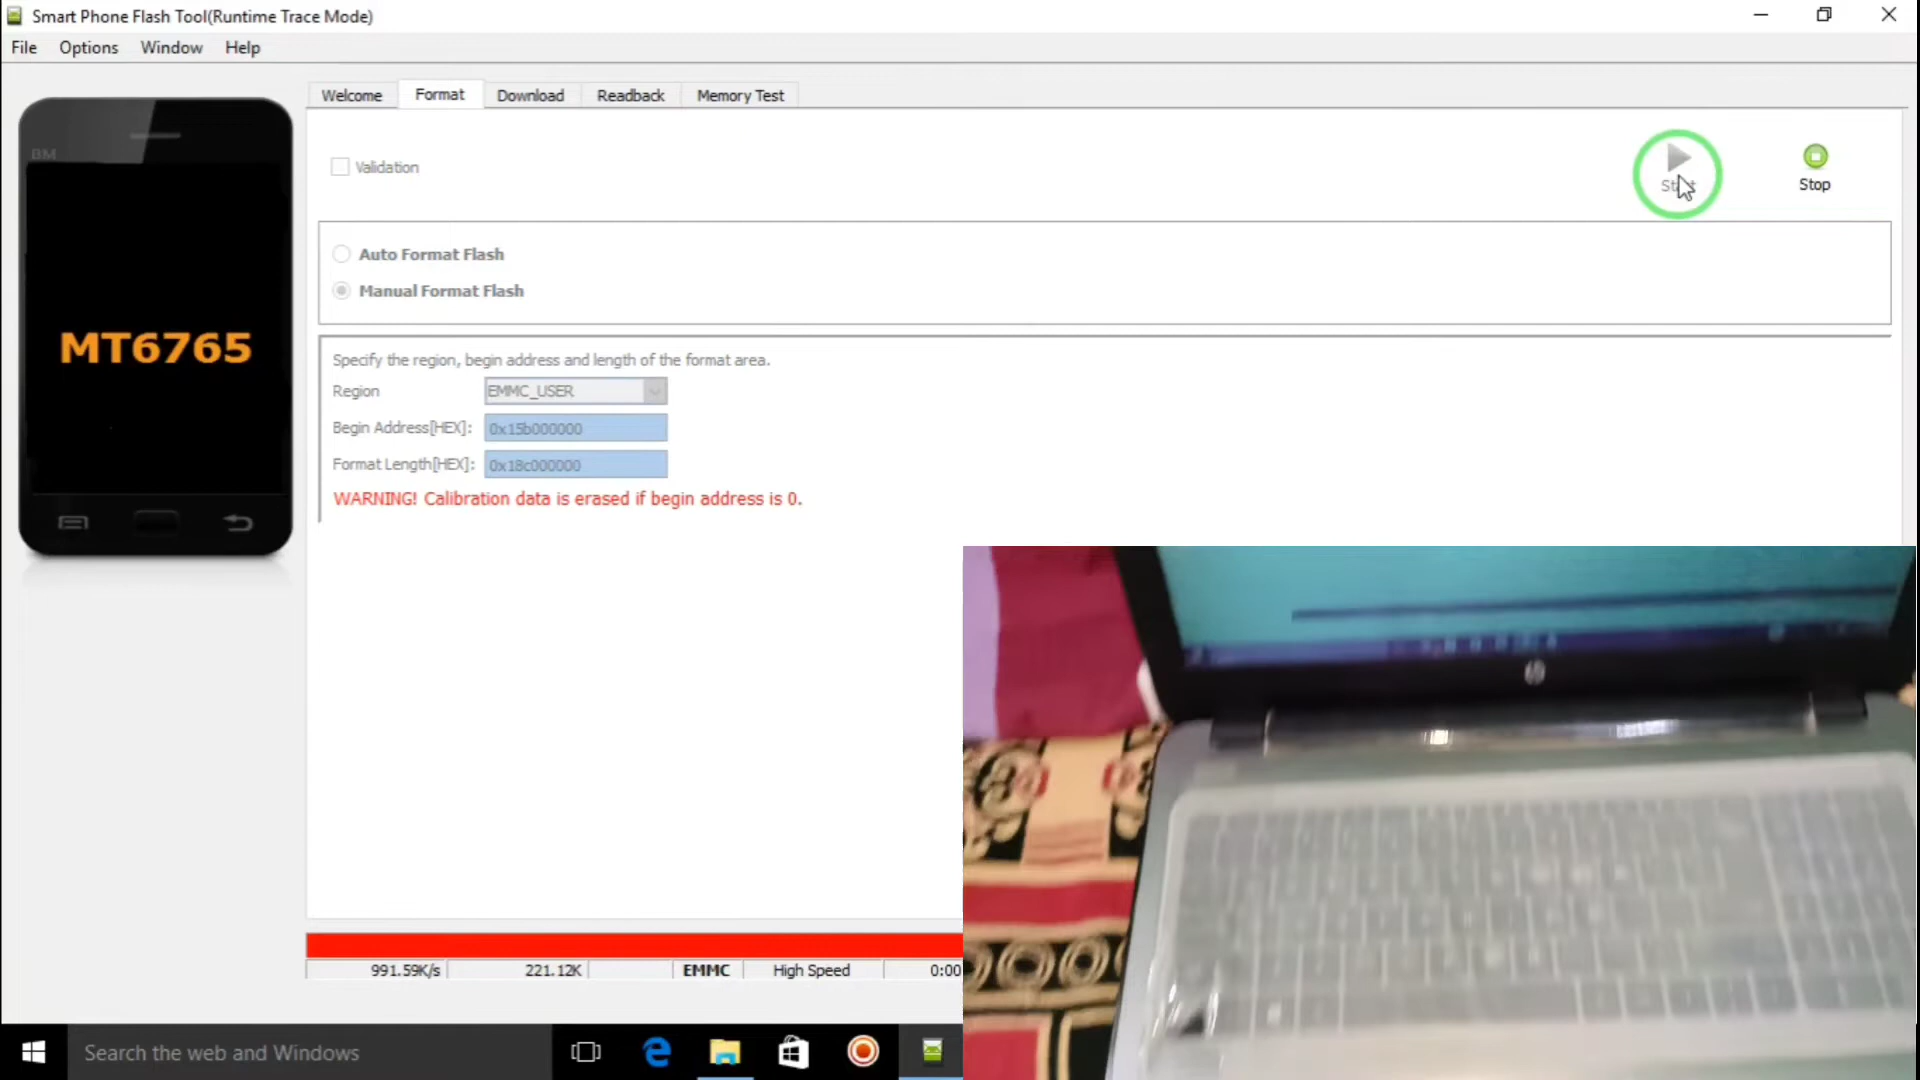 Smart Phone Flash Tool(Runtime Trace Mode)
File Options Window Help
Welcome Format Download Readback Memory Test
BM
Validation
Start
Stop
Auto Format Flash
Manual Format Flash
MT6765
Specify the region, begin address and length of the format area.
Region EMMC_USER
Begin Address[HEX]: 0x15b000000
Format Length[HEX]: 0x18c000000
WARNING! Calibration data is erased if begin address is 0.
hp
991.59K/s 221.12K EMMC High Speed 0:00
Search the web and Windows